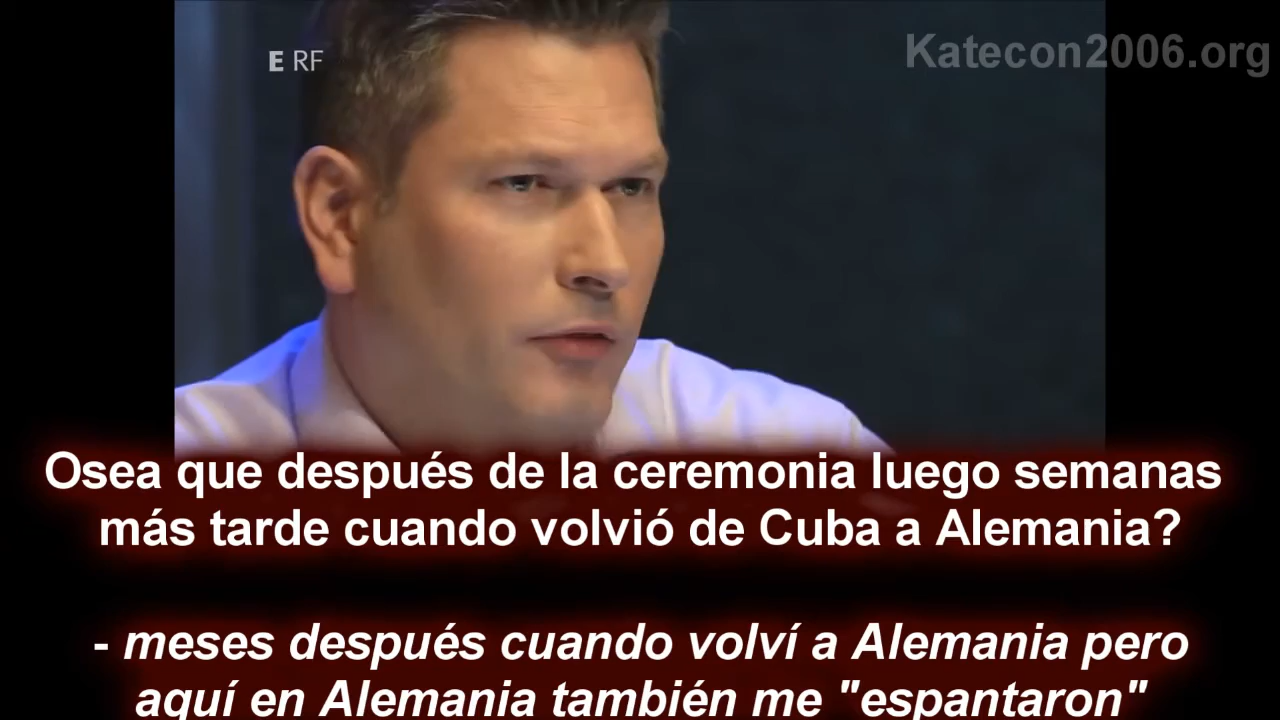 E RF
Katecon2006.org
Osea que después de la ceremonia luego semanas
más tarde cuando volvió de Cuba a Alemania?
- meses después cuando volví a Alemania pero
aquí en Alemania también me "espantaron"